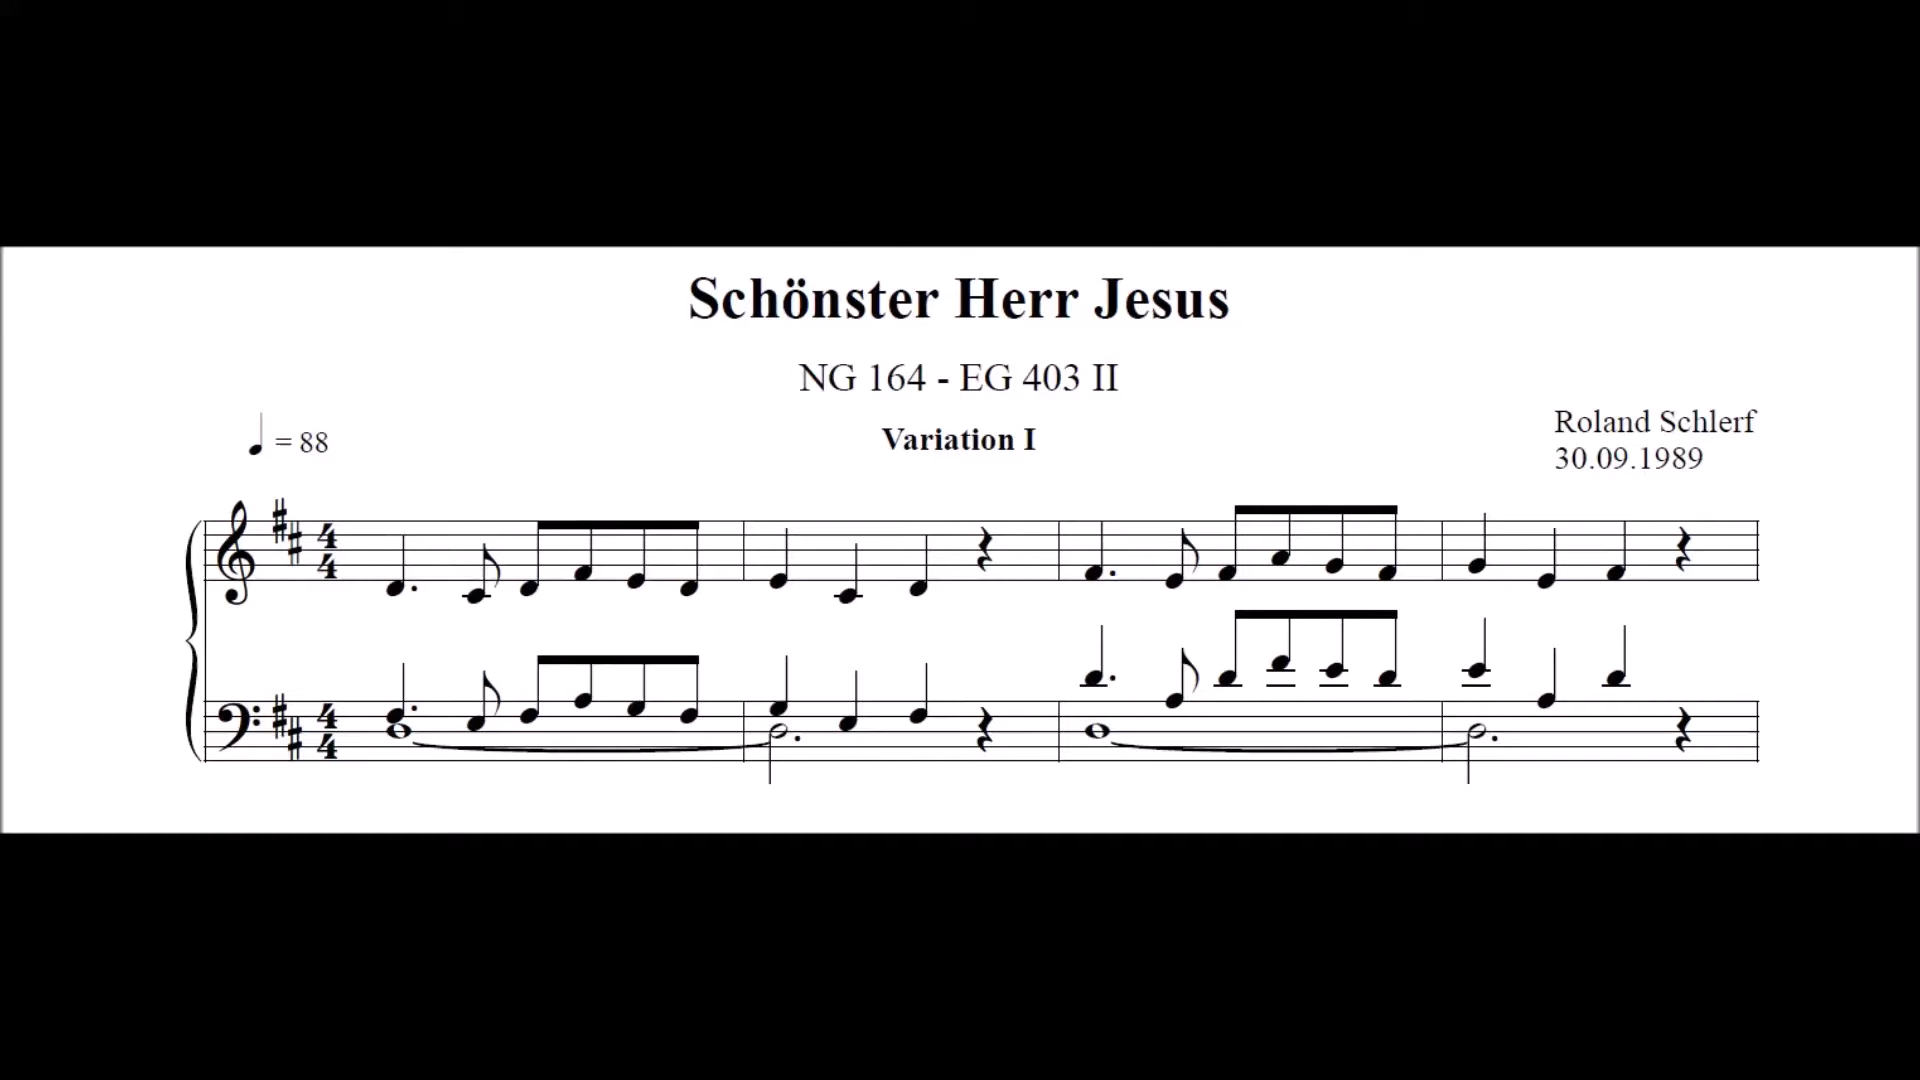 Schönster Herr Jesus
NG 164 - EG 403 II
= 88
Variation I
Roland Schlerf
30.09.1989